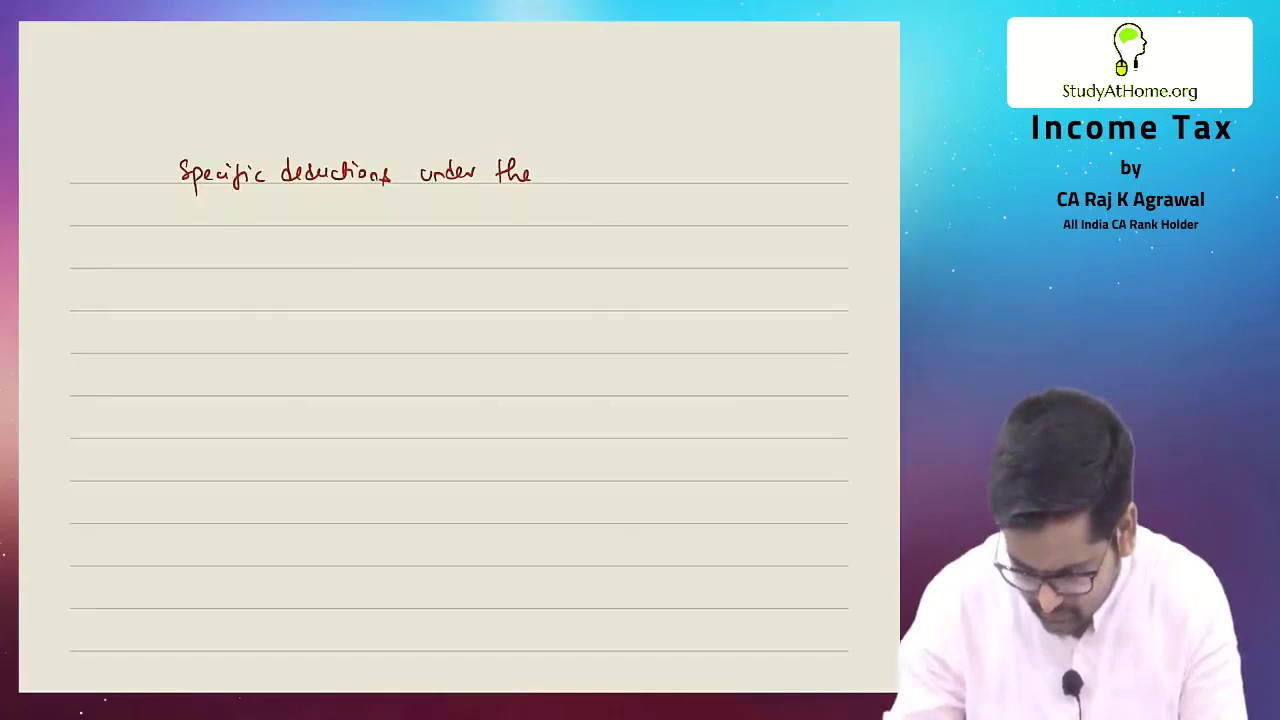 Specific deductions under the
StudyAtHome.org
Income Tax
by
CA Raj K Agrawal
All India CA Rank Holder